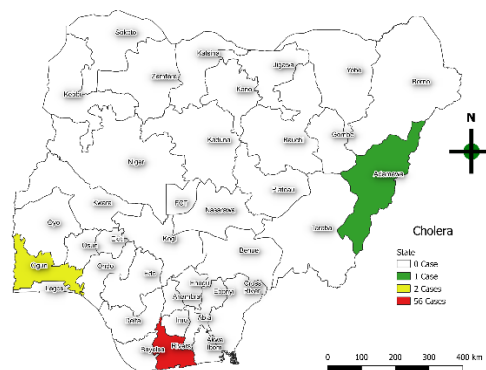 Sokoto
Katsina
Jigawa
Yobe
Borno
Zamfara
Kano
Kebbi
Kaduna
Bauchi
Gombe
Adamawa
Niger
Plateau
FCT
Nasarawa
Kwara
Oyo
Taraba
Kogi
Benue
Osun
Ekiti
Ogun
Ondo
Edo
Lagos
Enugu
Anambra
Ebonyi
Cross
River
Delta
Imo
Abia
Bayelsa
Rivers
Akwa
Ibom
N
Cholera
State
0 Case
1 Case
2 Cases
56 Cases
0 100 200 300 400 km